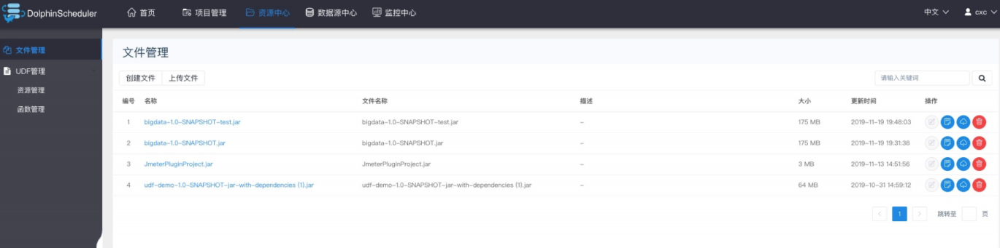 DolphinScheduler 首页 项目管理 资源中心 数据源中心 监控中心 中文 cxc
文件管理
UDF管理
资源管理
函数管理
文件管理
创建文件 上传文件 请输入关键词
编号 名称 文件名称 描述 大小 更新时间 操作
1 bigdata-1.0-SNAPSHOT-test.jar bigdata-1.0-SNAPSHOT-test.jar - 175 MB 2019-11-19 19:48:03
2 bigdata-1.0-SNAPSHOT.jar bigdata-1.0-SNAPSHOT.jar - 175 MB 2019-11-19 19:31:38
3 JmeterPluginProject.jar JmeterPluginProject.jar - 3 MB 2019-11-13 14:51:56
4 udf-demo-1.0-SNAPSHOT-jar-with-dependencies (1).jar udf-demo-1.0-SNAPSHOT-jar-with-dependencies (1).jar - 64 MB 2019-10-31 14:59:12
1 跳转至 页